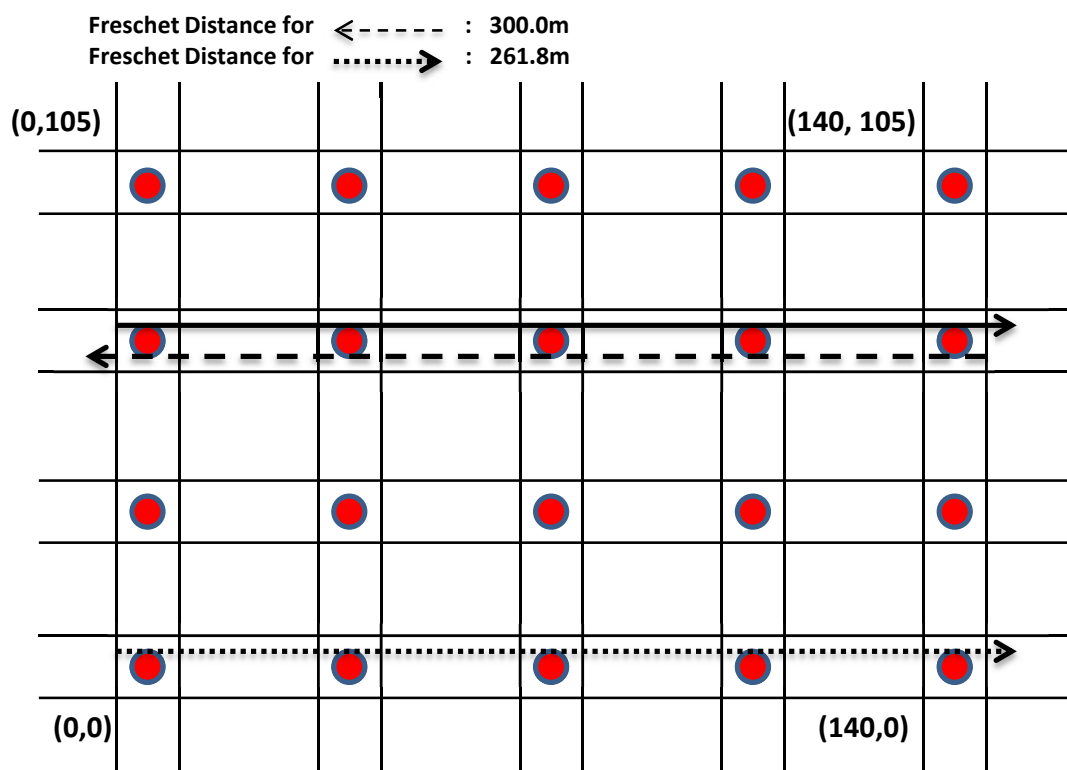 Freschet Distance for : 300.0m
Freschet Distance for : 261.8m
(0,105) (140, 105)
(0,0) (140,0)